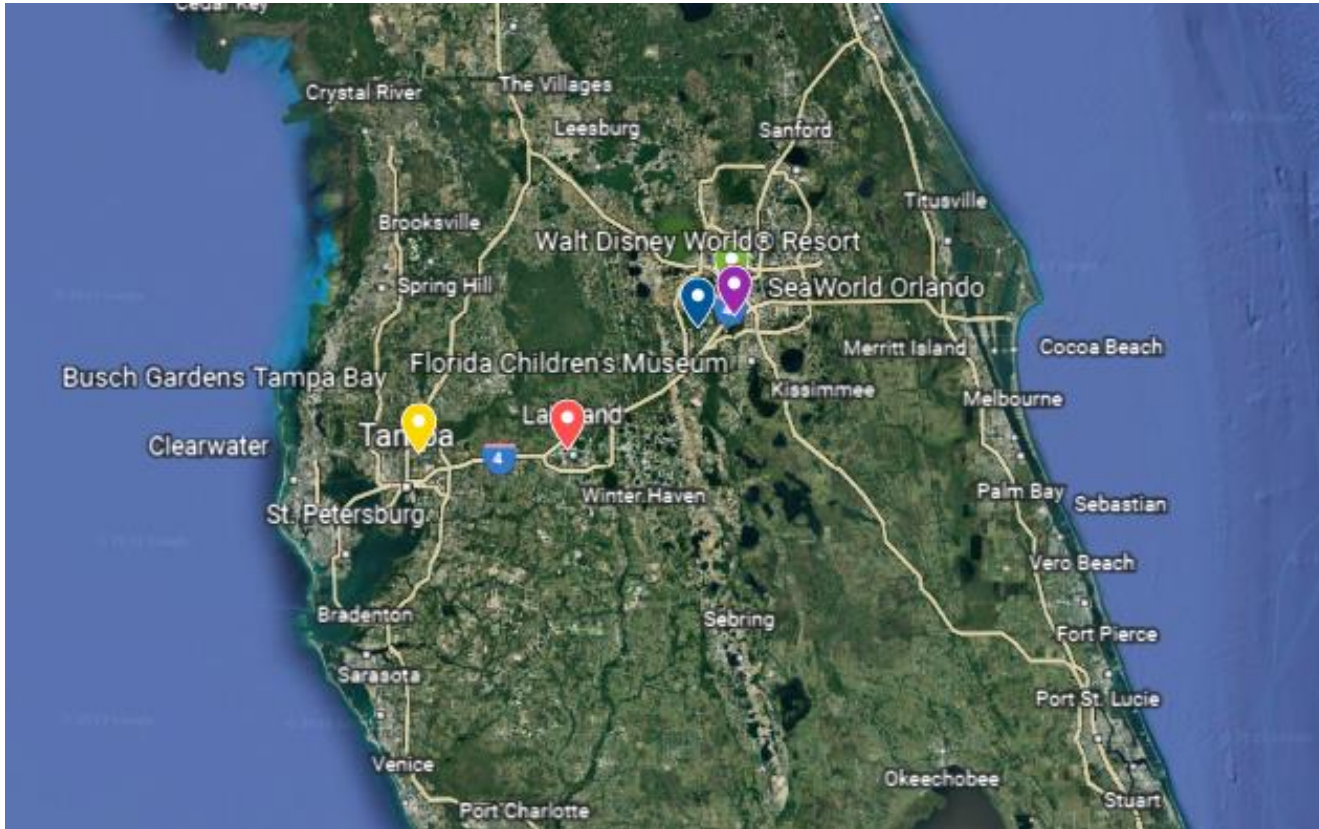 Cedar Key
Crystal River
The Villages
Leesburg
Sanford
Titusville
Brooksville
Walt Disney World® Resort
Spring Hill
SeaWorld Orlando
Merritt Island
Cocoa Beach
Florida Children's Museum
Busch Gardens Tampa Bay
Kissimmee
Melbourne
Clearwater
4
Winter Haven
Palm Bay
Sebastian
St. Petersburg
Vero Beach
Bradenton
Sebring
Fort Pierce
Sarasota
Port St. Lucie
Venice
Okeechobee
Port Charlotte
Stuart